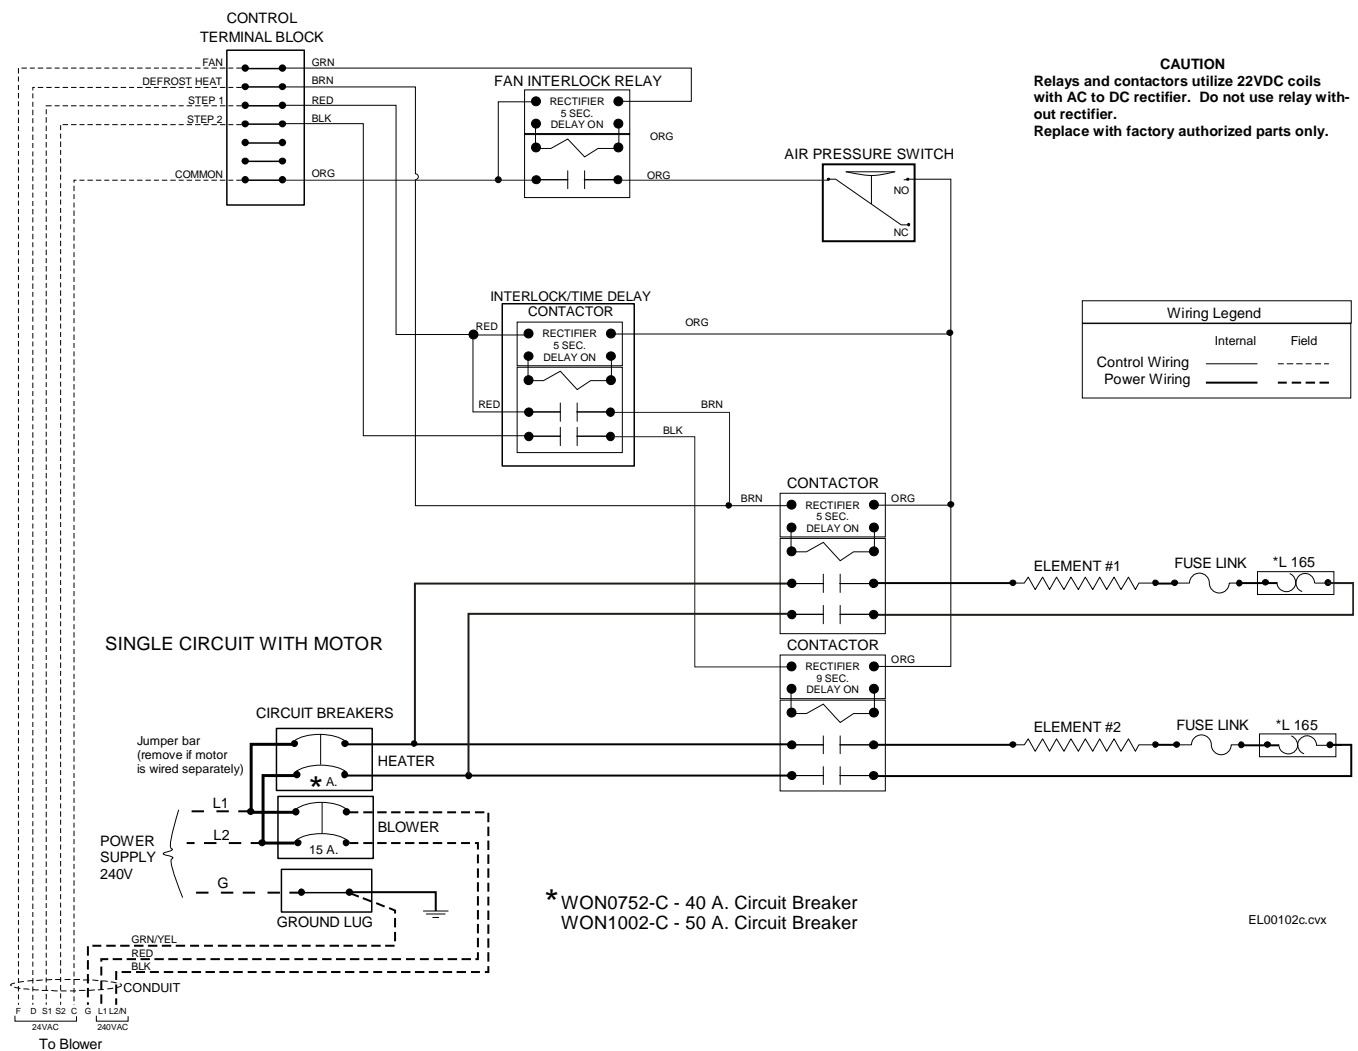 CONTROL
TERMINAL BLOCK
FAN
GRN
DEFROST HEAT
BRN
STEP 1
RED
STEP 2
BLK
COMMON
ORG
FAN INTERLOCK RELAY
RECTIFIER
5 SEC.
DELAY ON
ORG
ORG
AIR PRESSURE SWITCH
NO
NC
CAUTION
Relays and contactors utilize 22VDC coils
with AC to DC rectifier. Do not use relay with-
out rectifier.
Replace with factory authorized parts only.
INTERLOCK/TIME DELAY
CONTACTOR
RED
RECTIFIER
5 SEC.
DELAY ON
ORG
RED
BRN
BLK
Wiring Legend
Internal Field
Control Wiring
Power Wiring
CONTACTOR
BRN
RECTIFIER
5 SEC.
DELAY ON
ORG
ELEMENT #1
FUSE LINK
*L 165
SINGLE CIRCUIT WITH MOTOR
CONTACTOR
RECTIFIER
9 SEC.
DELAY ON
ORG
ELEMENT #2
FUSE LINK
*L 165
CIRCUIT BREAKERS
Jumper bar
(remove if motor
is wired separately)
HEATER
* A.
L1
L2
BLOWER
15 A.
POWER
SUPPLY
240V
G
GROUND LUG
* WON0752-C - 40 A. Circuit Breaker
WON1002-C - 50 A. Circuit Breaker
EL00102c.cvx
GRN/YEL
RED
BLK
CONDUIT
F D S1 S2 C G L1 L2/N
24VAC 240VAC
To Blower